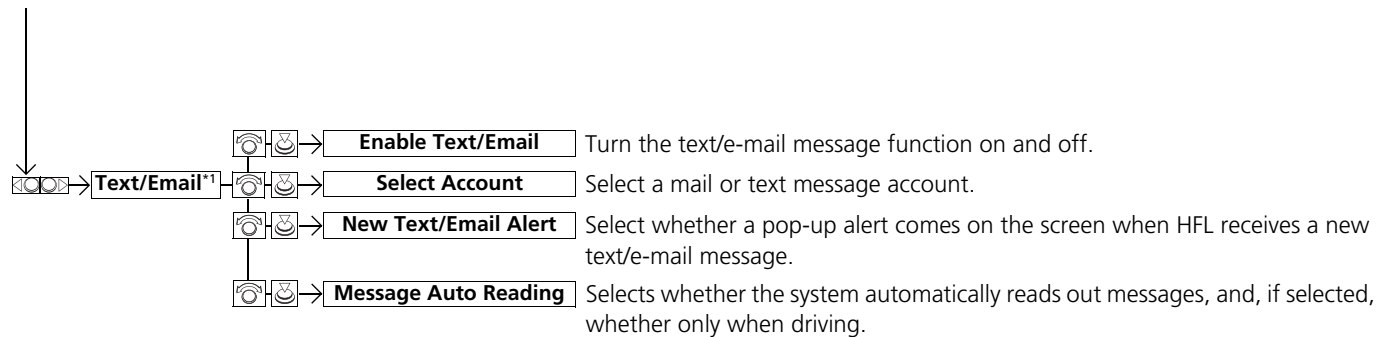 Enable Text/Email Turn the text/e-mail message function on and off.
Text/Email*1 Select Account Select a mail or text message account.
New Text/Email Alert Select whether a pop-up alert comes on the screen when HFL receives a new
text/e-mail message.
Message Auto Reading Selects whether the system automatically reads out messages, and, if selected,
whether only when driving.